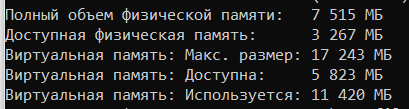 Полный объем физической памяти: 7 515 МБ
Доступная физическая память: 3 267 МБ
Виртуальная память: Макс. размер: 17 243 МБ
Виртуальная память: Доступна: 5 823 МБ
Виртуальная память: Используется: 11 420 МБ